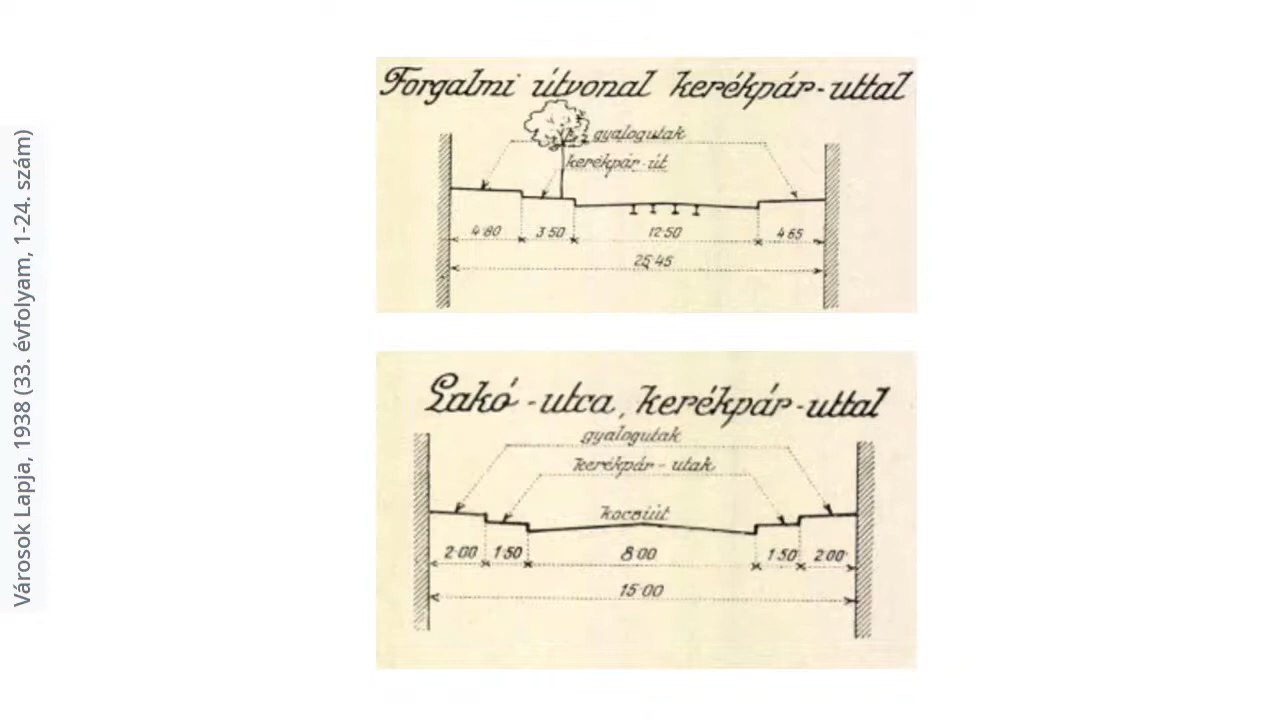 Városok Lapja, 1938 (33. évfolyam, 1-24. szám)
Forgalmi útvonal kerékpár-uttal
gyalogutak
kerékpár-út
4·80 3·50 12·50 4·65
25·45
Lakó-utca, kerékpár-uttal
gyalogutak
kerékpár-utak
kocsiút
2·00 1·50 8·00 1·50 2·00
15·00